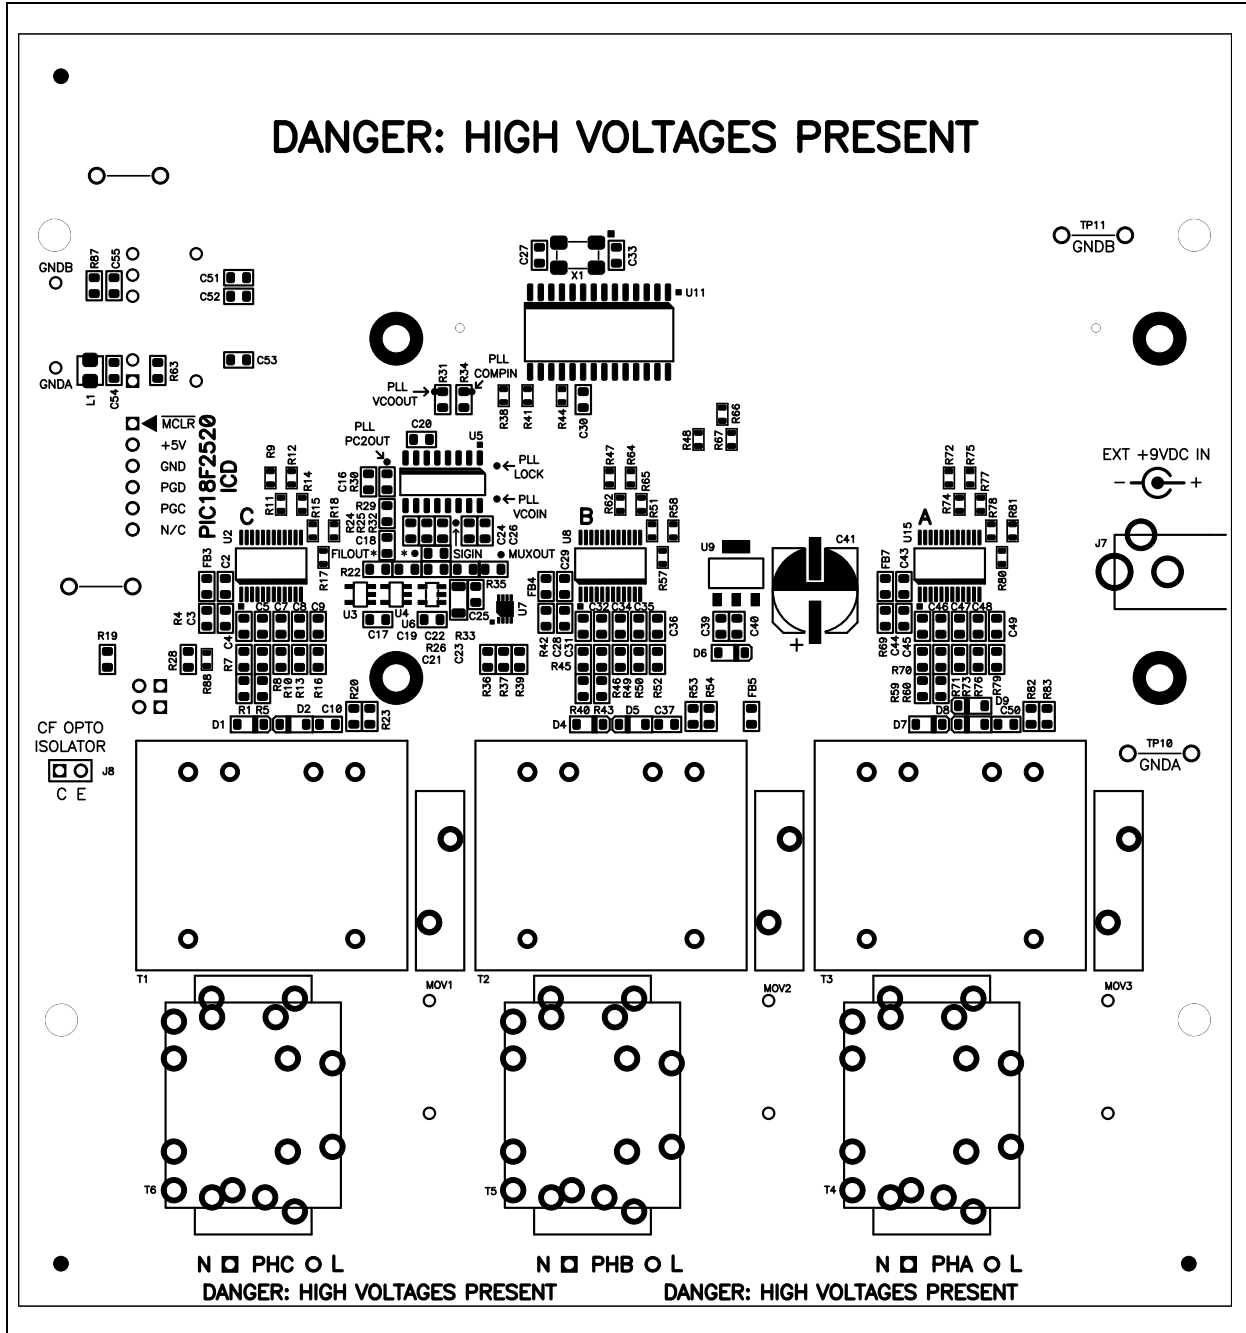 DANGER: HIGH VOLTAGES PRESENT
TP11
GNDB
R87
C55
GNDB
C51
C52
C27
C33
X1
U11
GNDA
L1
C54
R63
C53
PLL
VCOOUT
R31
R34
PLL
COMPIN
R38
R41
R44
C30
R66
R48
R67
MCLR
+5V
GND
PGD
PGC
N/C
PIC18F2520
ICD
PLL
PC2OUT
C20
U5
PLL
LOCK
PLL
VCOIN
C16
R30
R29
R24
R25
R32
C18
C24
C26
FILOUT*
*
SIGIN
MUXOUT
R22
R35
U3
U4
U6
U7
C17
C19
C22
R26
C21
R33
C23
C25
R36
R37
R39
R9
R12
R11
R14
R15
R18
C
U2
R17
FB3
C2
R4
C3
C4
C5
C7
C8
C9
R19
R28
R88
R7
R6
R10
R13
R16
R1
R5
D1
D2
C10
R20
R23
R47
R64
R62
R65
R51
R58
B
U8
R57
FB4
C29
R42
C28
C31
C32
C34
C35
C36
R45
R46
R49
R50
R52
R40
R43
D4
D5
C37
R53
R54
FB5
U9
C41
C39
C40
D6
+
R72
R75
R74
R77
R78
R81
A
U15
R80
FB7
C43
R69
C44
C45
C46
C47
C48
C49
R70
R59
R60
R71
R73
R76
R79
D7
D8
D9
C50
R82
R83
EXT +9VDC IN
- +
J7
CF OPTO
ISOLATOR
J8
C E
TP10
GNDA
T1
MOV1
T2
MOV2
T3
MOV3
T6
T5
T4
N PHC L
N PHB L
N PHA L
DANGER: HIGH VOLTAGES PRESENT
DANGER: HIGH VOLTAGES PRESENT